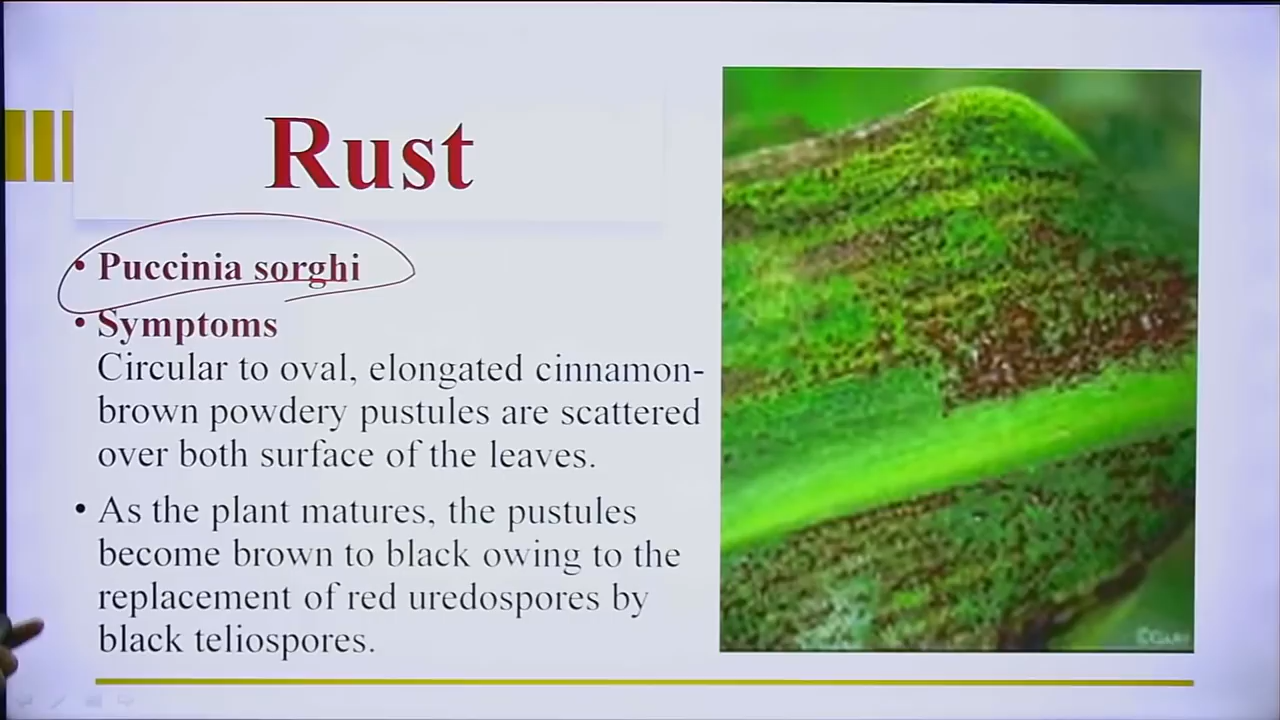 Rust
• Puccinia sorghi
• Symptoms
Circular to oval, elongated cinnamon-
brown powdery pustules are scattered
over both surface of the leaves.
• As the plant matures, the pustules
become brown to black owing to the
replacement of red uredospores by
black teliospores.